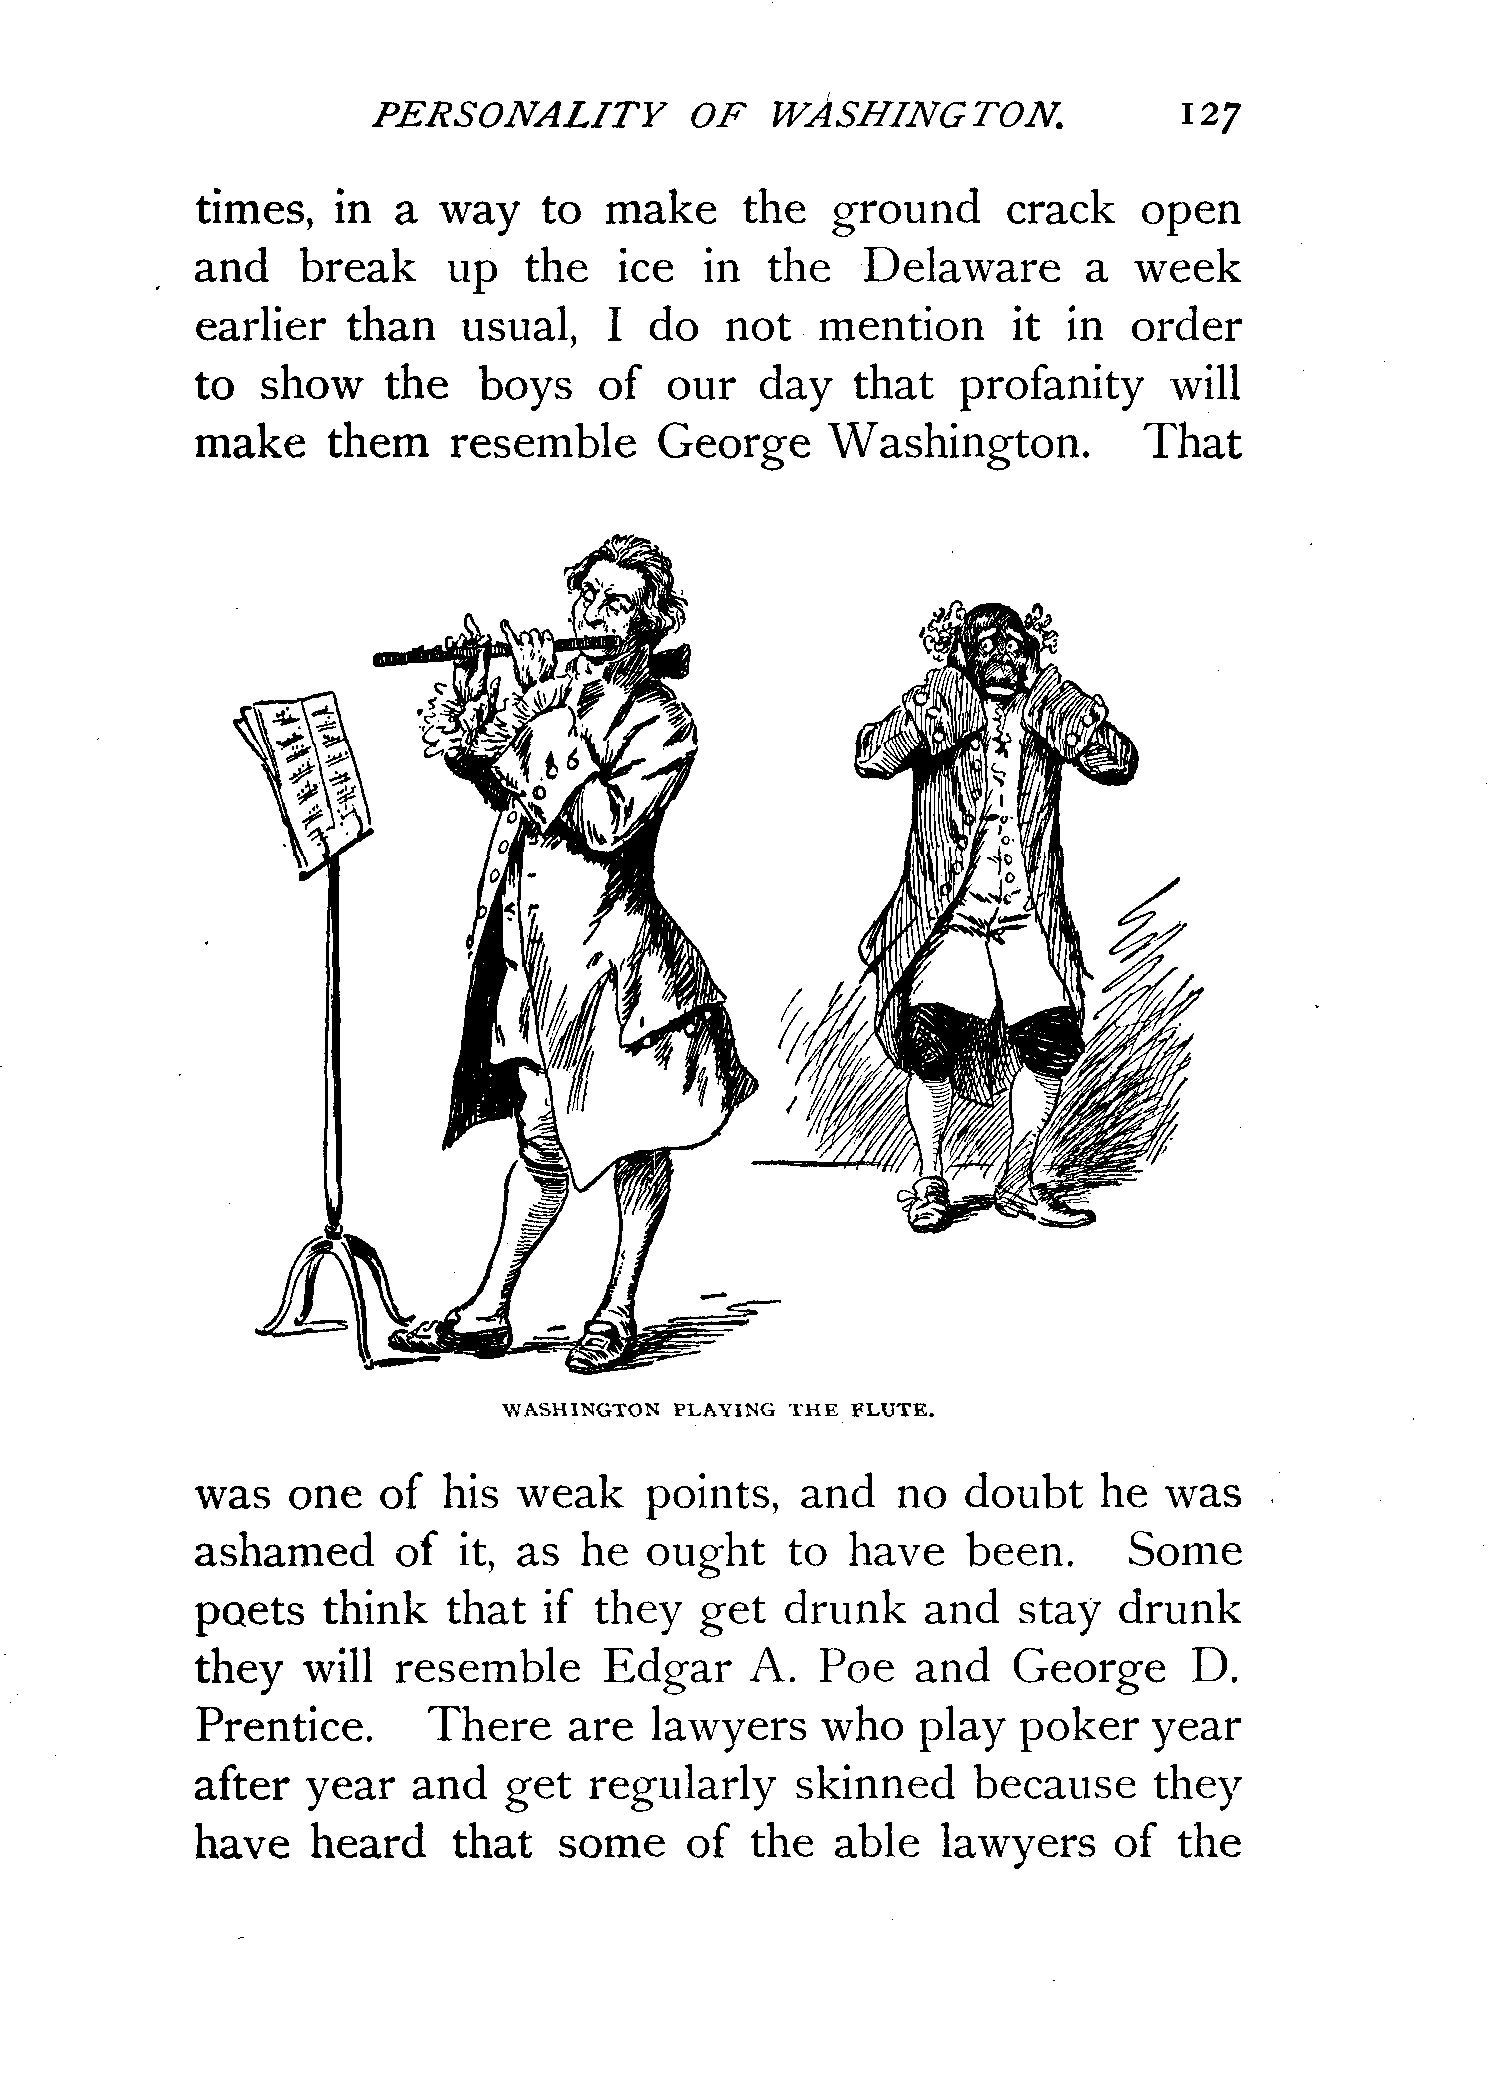 PERSONALITY OF WASHINGTON. 127
times, in a way to make the ground crack open
and break up the ice in the Delaware a week
earlier than usual, I do not mention it in order
to show the boys of our day that profanity will
make them resemble George Washington. That
WASHINGTON PLAYING THE FLUTE.
was one of his weak points, and no doubt he was
ashamed of it, as he ought to have been. Some
poets think that if they get drunk and stay drunk
they will resemble Edgar A. Poe and George D.
Prentice. There are lawyers who play poker year
after year and get regularly skinned because they
have heard that some of the able lawyers of the